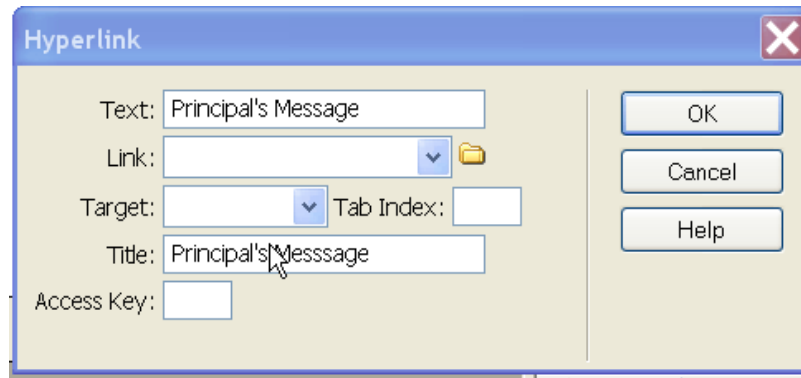 Hyperlink
Text: Principal's Message
OK
Link:
Cancel
Target: Tab Index:
Help
Title: Principal's Messsage
Access Key: